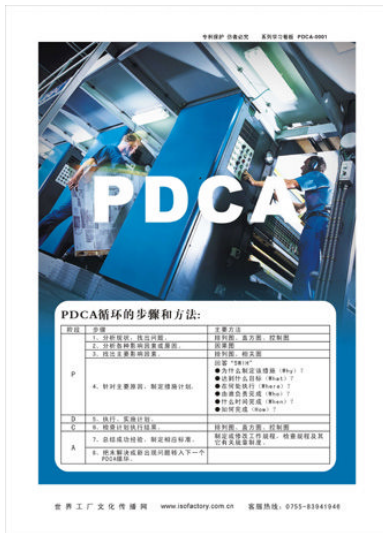 专利保护 仿冒必究 系列学习看板 PDCA-0001
PDCA
PDCA循环的步骤和方法:
阶段 步骤 主要方法
P 1、分析现状，找出问题。 排列图、直方图、控制图
2、分析各种影响因素或原因。 因果图
3、找出主要影响因素。 排列图、相关图
4、针对主要原因，制定措施计划。 回答“5W1H”
●为什么制定该措施（Why）？
●达到什么目标（What）？
●在何处执行（Where）？
●由谁负责完成（Who）？
●什么时间完成（When）？
●如何完成（How）？
D 5、执行、实施计划。
C 6、检查计划执行结果。 排列图、直方图、控制图
A 7、总结成功经验，制定相应标准。 制定或修改工作规程、检查规程及其
它有关规章制度。
8、把未解决或新出现问题转入下一个
PDCA循环。
世界工厂文化传播网 www.isofactory.com.cn 客服热线：0755-83941946